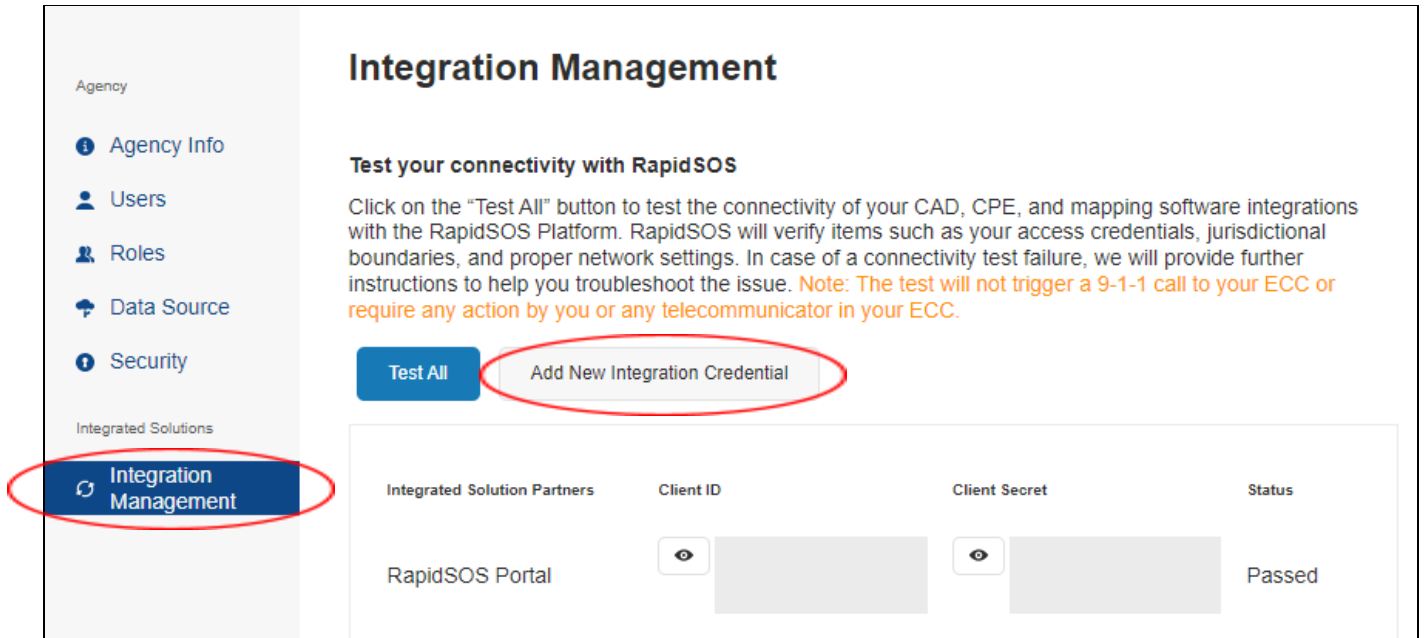 Agency
Agency Info
Users
Roles
Data Source
Security
Integrated Solutions
Integration
Management
Integration Management
Test your connectivity with RapidSOS
Click on the “Test All” button to test the connectivity of your CAD, CPE, and mapping software integrations
with the RapidSOS Platform. RapidSOS will verify items such as your access credentials, jurisdictional
boundaries, and proper network settings. In case of a connectivity test failure, we will provide further
instructions to help you troubleshoot the issue. Note: The test will not trigger a 9-1-1 call to your ECC or
require any action by you or any telecommunicator in your ECC.
Test All
Add New Integration Credential
Integrated Solution Partners
Client ID
Client Secret
Status
RapidSOS Portal
Passed